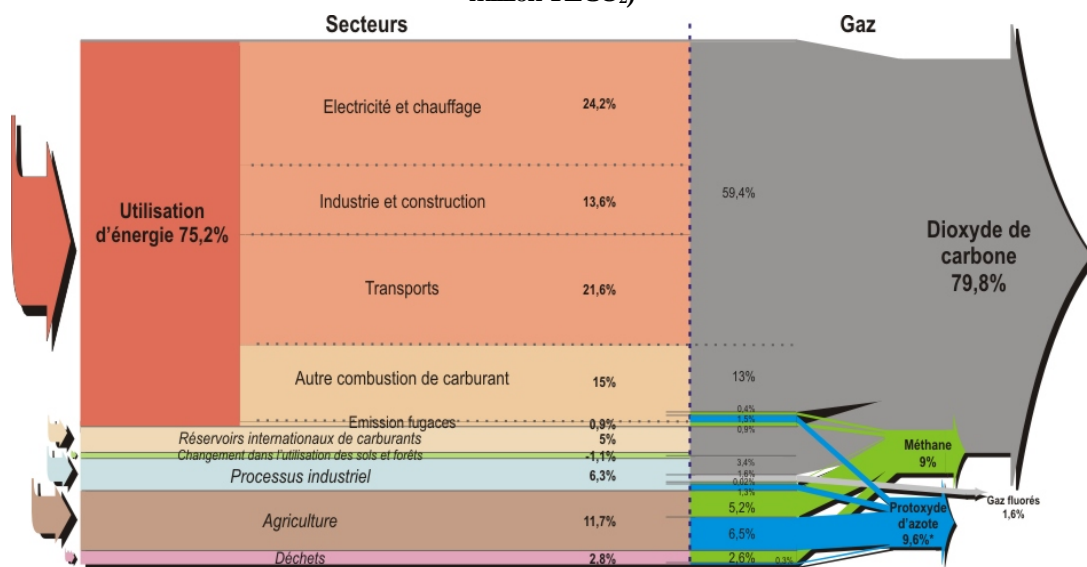 Secteurs
Gaz
Electricité et chauffage 24,2%
Industrie et construction 13,6%
59,4%
Utilisation
d'énergie 75,2%
Dioxyde de
carbone
79,8%
Transports 21,6%
Autre combustion de carburant 15%
13%
0,4%
1,5%
Emission fugaces 0,9%
0,9%
Réservoirs internationaux de carburants 5%
Méthane
9%
Changement dans l'utilisation des sols et forêts -1,1%
3,4%
Processus industriel 6,3%
1,6%
0,02%
1,3%
Gaz fluorés
1,6%
5,2%
Agriculture 11,7%
6,5%
Protoxyde
d'azote
9,6%*
Déchets 2.8%
2,6%
0,3%